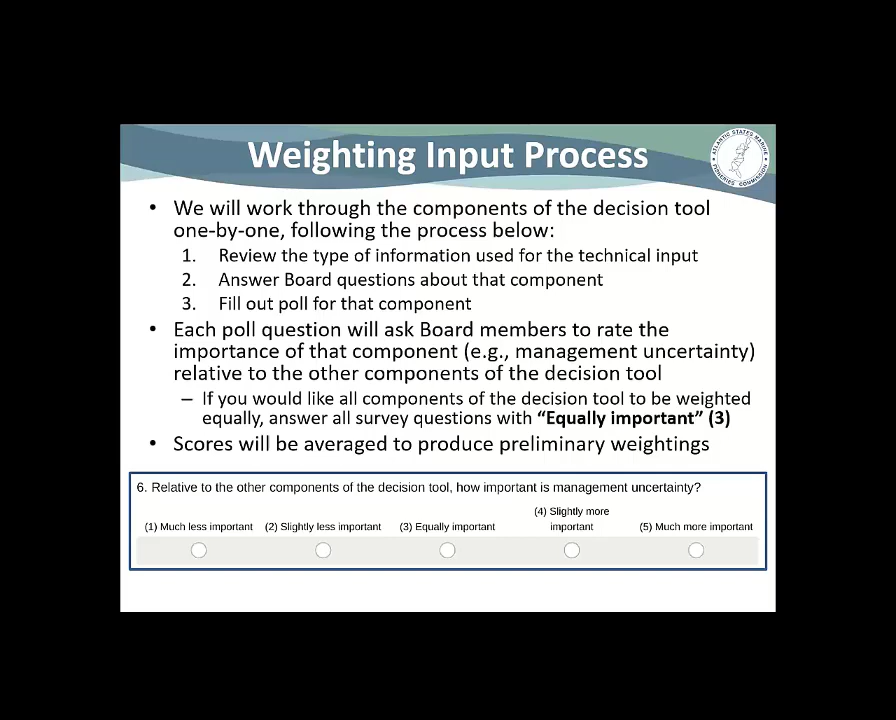 Weighting Input Process
ATLANTIC STATES MARINE
FISHERIES COMMISSION
• We will work through the components of the decision tool
one-by-one, following the process below:
1. Review the type of information used for the technical input
2. Answer Board questions about that component
3. Fill out poll for that component
• Each poll question will ask Board members to rate the
importance of that component (e.g., management uncertainty)
relative to the other components of the decision tool
– If you would like all components of the decision tool to be weighted
equally, answer all survey questions with “Equally important” (3)
• Scores will be averaged to produce preliminary weightings
6. Relative to the other components of the decision tool, how important is management uncertainty?
(1) Much less important (2) Slightly less important (3) Equally important (4) Slightly more
important (5) Much more important